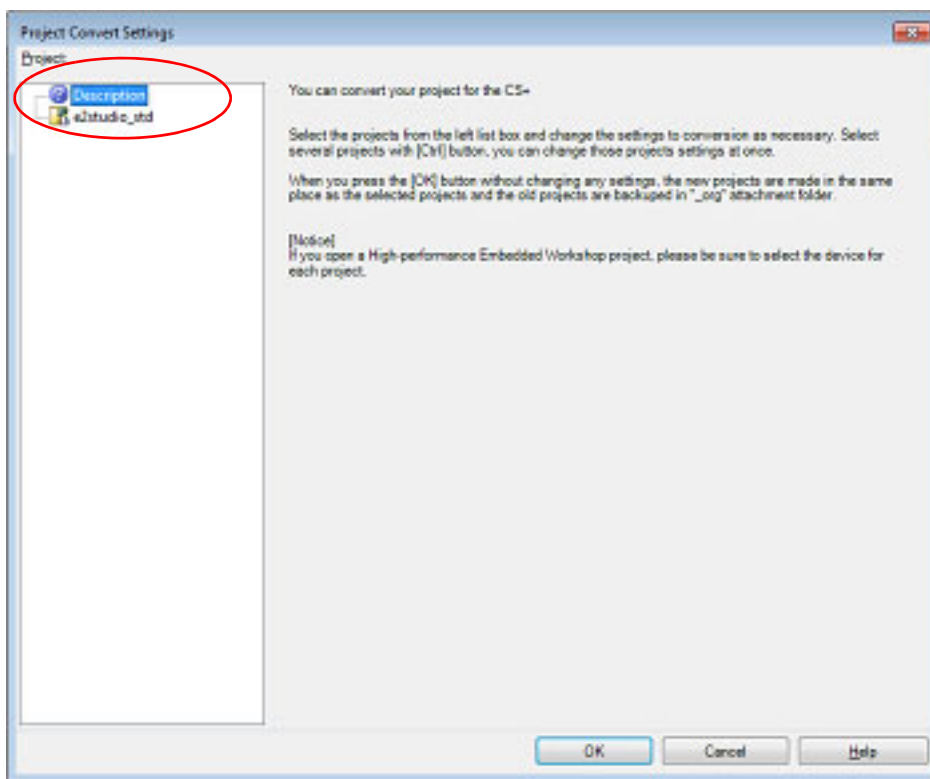 Project Convert Settings
Project:
Description
e2studio_std
You can convert your project for the CS+
Select the projects from the left list box and change the settings to conversion as necessary. Select
several projects with [Ctrl] button, you can change those projects settings at once.
When you press the [OK] button without changing any settings, the new projects are made in the same
place as the selected projects and the old projects are backuped in "_org" attachment folder.
[Notice]
If you open a High-performance Embedded Workshop project, please be sure to select the device for
each project.
OK
Cancel
Help